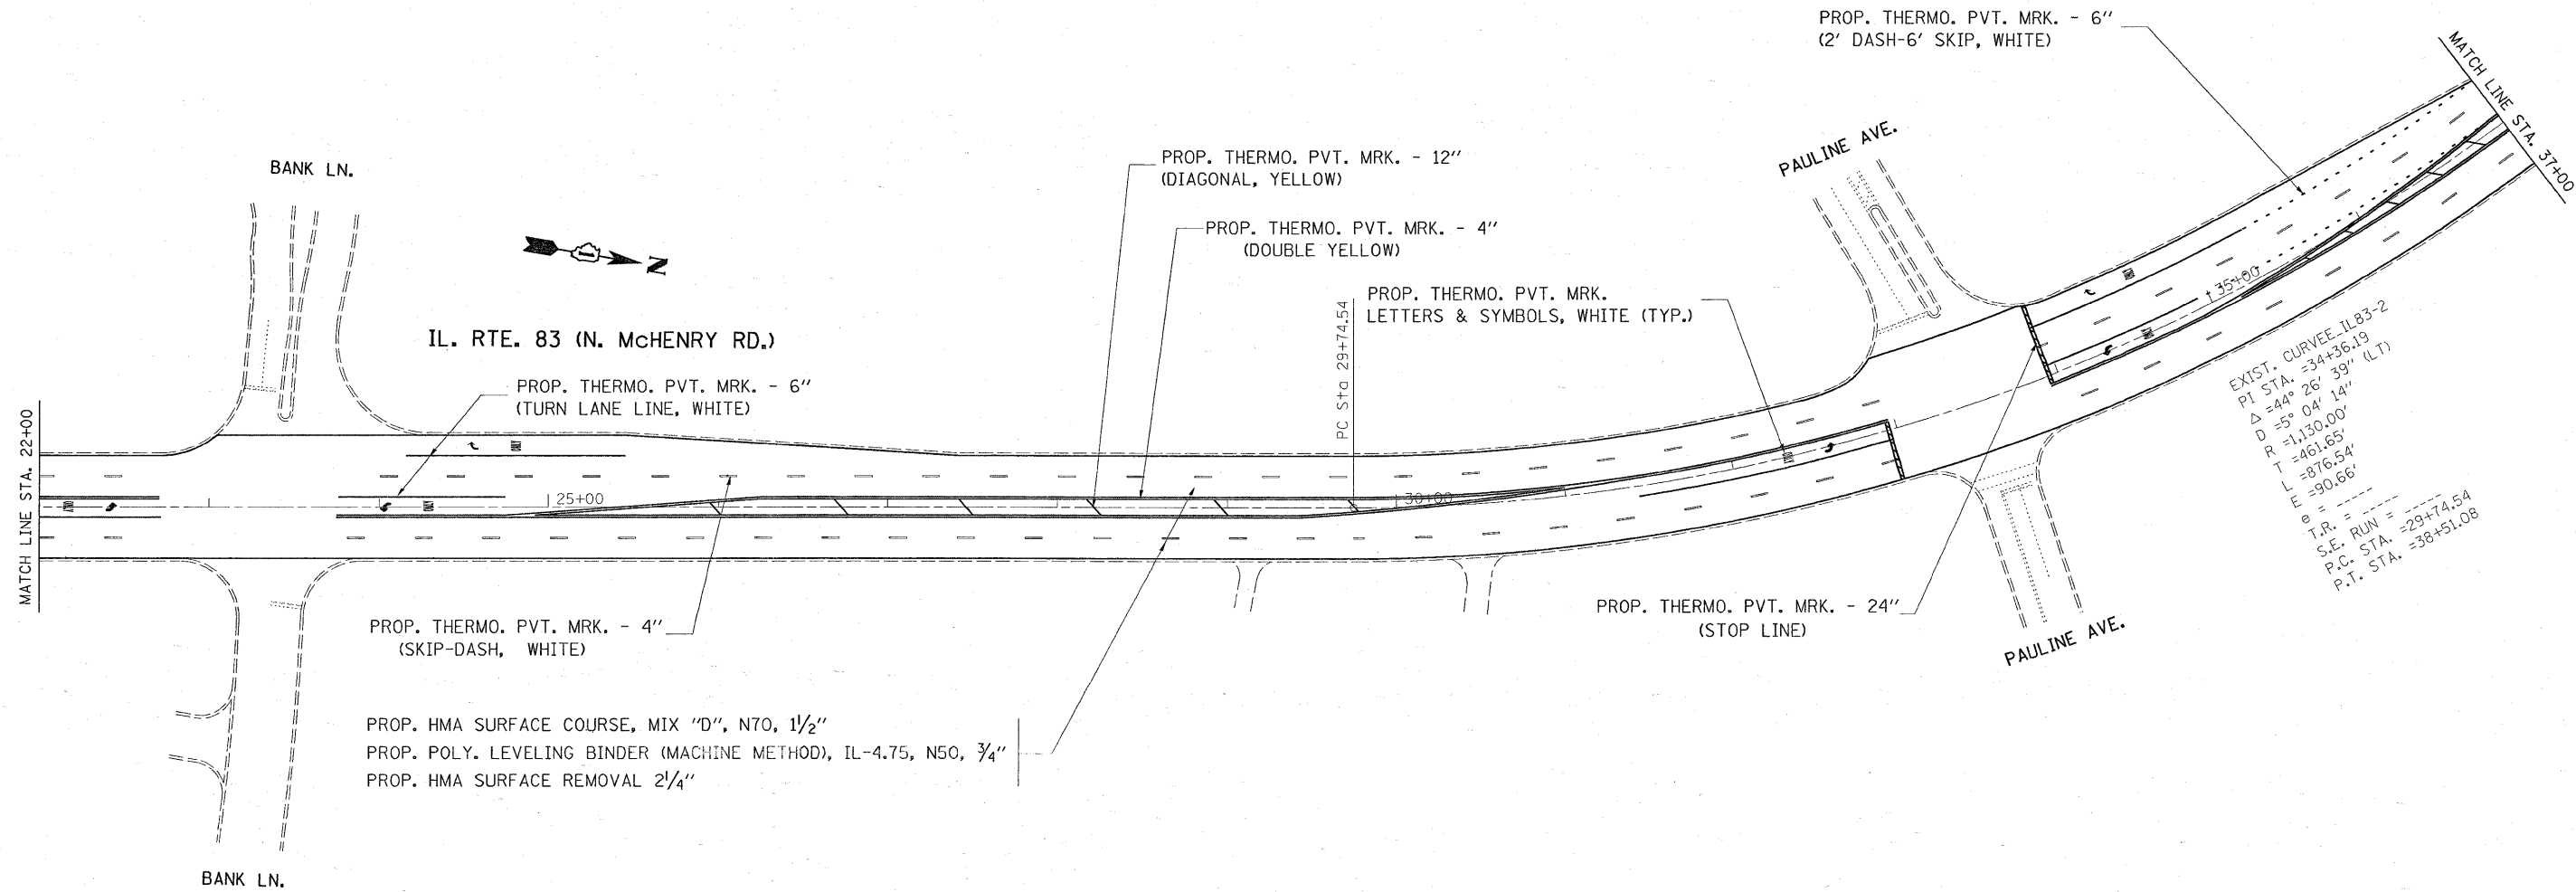 PROP. THERMO. PVT. MRK. - 6"
(2' DASH-6' SKIP, WHITE)
MATCH LINE STA. 37+00
PAULINE AVE.
BANK LN.
PROP. THERMO. PVT. MRK. - 12"
(DIAGONAL, YELLOW)
PROP. THERMO. PVT. MRK. - 4"
(DOUBLE YELLOW)
N
PROP. THERMO. PVT. MRK.
LETTERS & SYMBOLS, WHITE (TYP.)
PC Sta 29+74.54
IL. RTE. 83 (N. McHENRY RD.)
PROP. THERMO. PVT. MRK. - 6"
(TURN LANE LINE, WHITE)
MATCH LINE STA. 22+00
25+00
30+00
35+00
EXIST. CURVEE_IL83-2
PI STA. =34+36.19
Δ =44° 26' 39" (LT)
D =5° 04' 14"
R =1,130.00'
T =461.65'
L =876.54'
E =90.66'
e = -----
T.R. = -----
S.E. RUN = -----
P.C. STA. =29+74.54
P.T. STA. =38+51.08
PROP. THERMO. PVT. MRK. - 4"
(SKIP-DASH, WHITE)
PROP. THERMO. PVT. MRK. - 24"
(STOP LINE)
PAULINE AVE.
PROP. HMA SURFACE COURSE, MIX "D", N70, 1 1/2"
PROP. POLY. LEVELING BINDER (MACHINE METHOD), IL-4.75, N50, 3/4"
PROP. HMA SURFACE REMOVAL 2 1/4"
BANK LN.